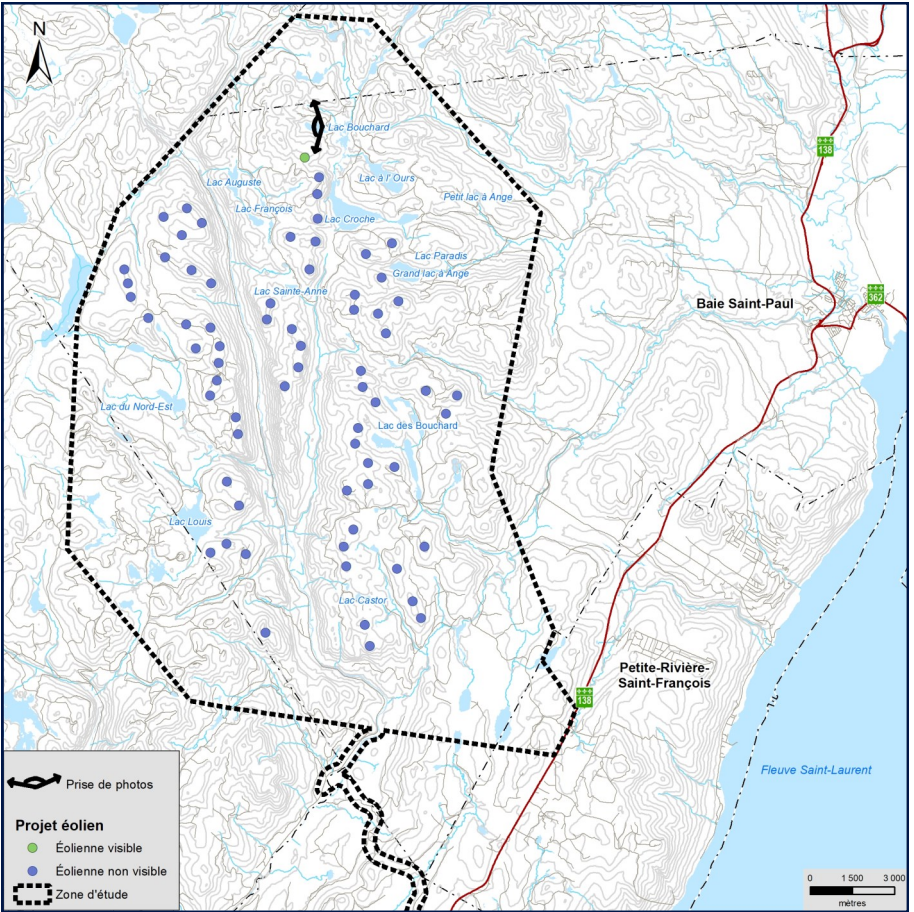 N
138
Lac Bouchard
Lac Auguste
Lac à l' Ours
Petit lac à Ange
Lac François
Lac Croche
Lac Paradis
Grand lac à Ange
Lac Sainte-Anne
362
Baie Saint-Paul
Lac du Nord-Est
Lac des Bouchard
Lac Louis
Lac Castor
Petite-Rivière-
Saint-François
138
Fleuve Saint-Laurent
Prise de photos
Projet éolien
Éolienne visible
Éolienne non visible
Zone d'étude
0 1 500 3 000
mètres